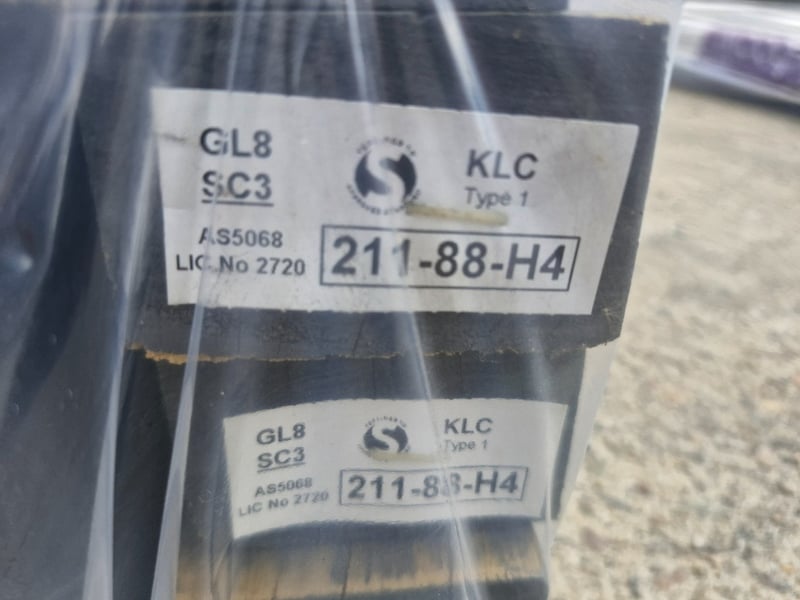 GL8
SC3
AS5068
LIC No 2720
S
KLC
Type 1
211-88-H4
GL8
SC3
AS5068
LIC No 2720
S
KLC
Type 1
211-88-H4